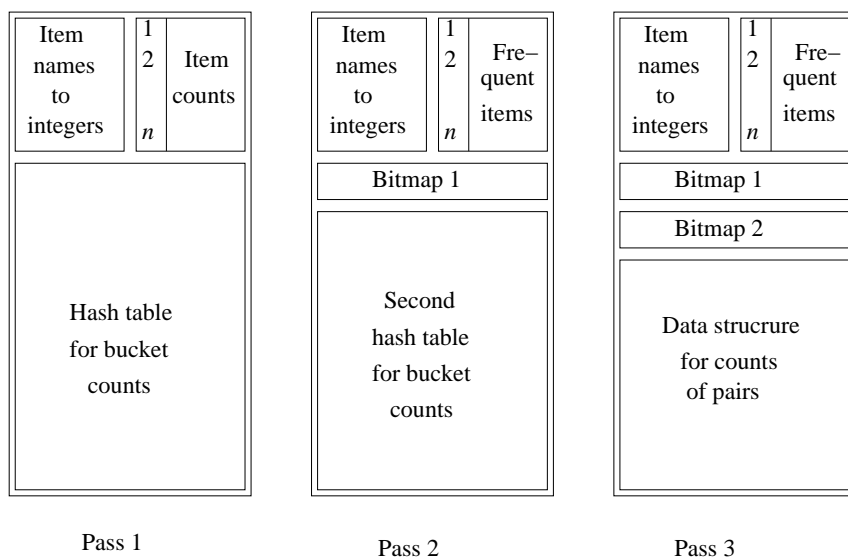 Item
names
to
integers
1
2
n
Item
counts
Hash table
for bucket
counts
Pass 1
Item
names
to
integers
1
2
n
Fre–
quent
items
Bitmap 1
Second
hash table
for bucket
counts
Pass 2
Item
names
to
integers
1
2
n
Fre–
quent
items
Bitmap 1
Bitmap 2
Data strucrure
for counts
of pairs
Pass 3